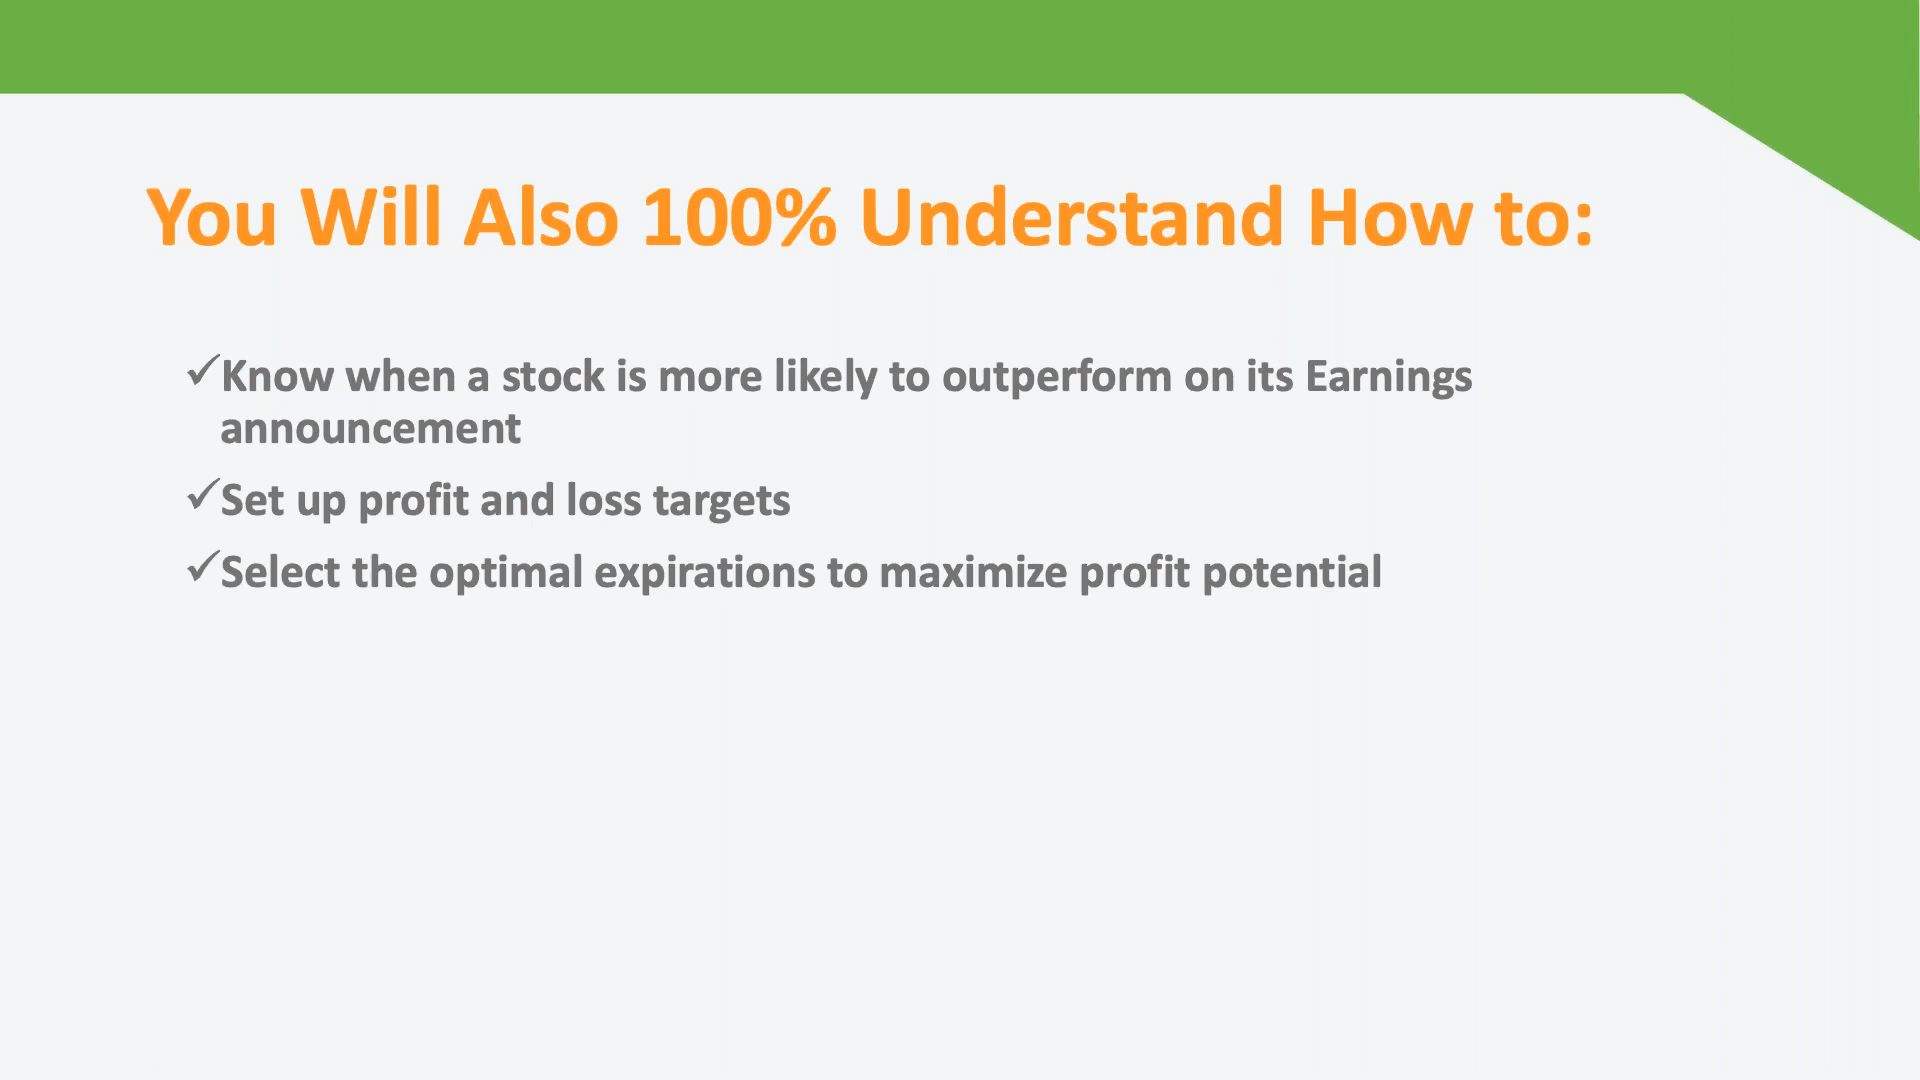 You Will Also 100% Understand How to:
✓Know when a stock is more likely to outperform on its Earnings
announcement
✓Set up profit and loss targets
✓Select the optimal expirations to maximize profit potential